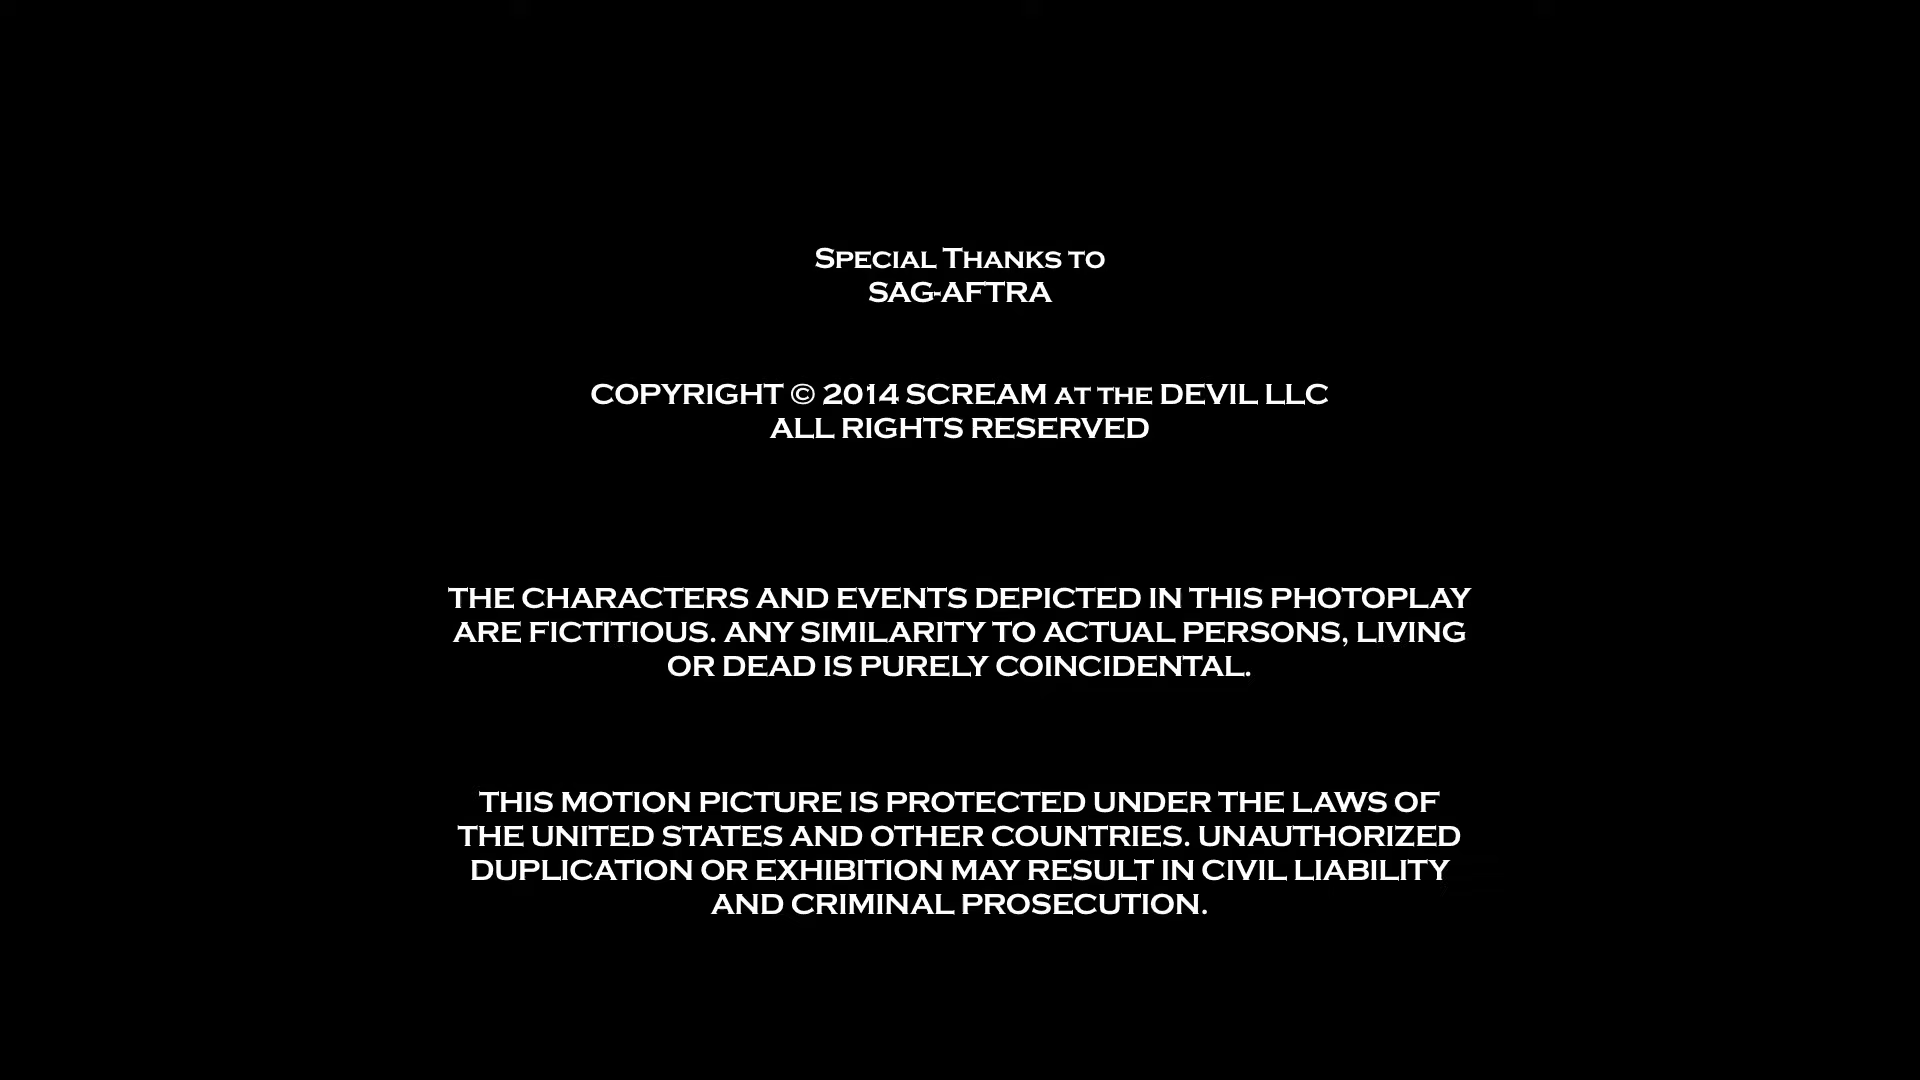 Special Thanks to
SAG-AFTRA
COPYRIGHT © 2014 SCREAM AT THE DEVIL LLC
ALL RIGHTS RESERVED
THE CHARACTERS AND EVENTS DEPICTED IN THIS PHOTOPLAY
ARE FICTITIOUS. ANY SIMILARITY TO ACTUAL PERSONS, LIVING
OR DEAD IS PURELY COINCIDENTAL.
THIS MOTION PICTURE IS PROTECTED UNDER THE LAWS OF
THE UNITED STATES AND OTHER COUNTRIES. UNAUTHORIZED
DUPLICATION OR EXHIBITION MAY RESULT IN CIVIL LIABILITY
AND CRIMINAL PROSECUTION.